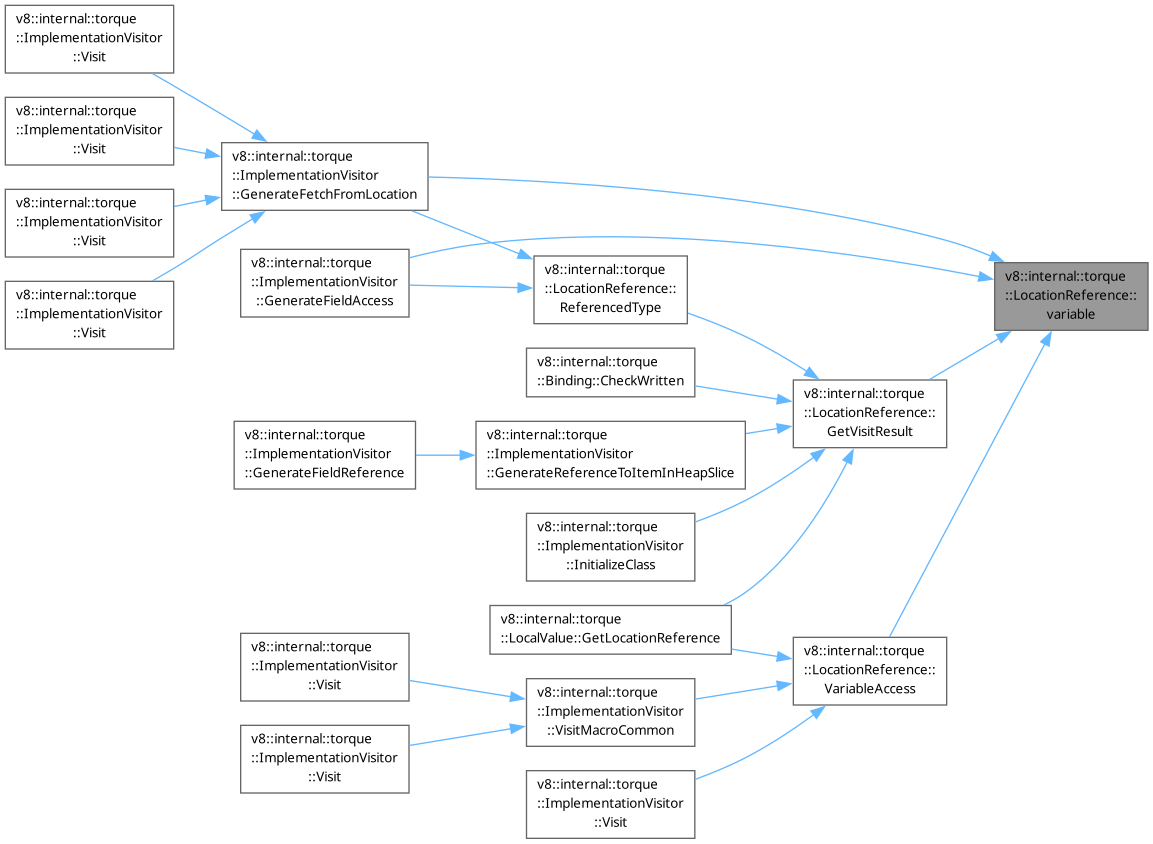 v8::internal::torque
::ImplementationVisitor
::Visit
v8::internal::torque
::ImplementationVisitor
::Visit
v8::internal::torque
::ImplementationVisitor
::Visit
v8::internal::torque
::ImplementationVisitor
::Visit
v8::internal::torque
::ImplementationVisitor
::GenerateFetchFromLocation
v8::internal::torque
::ImplementationVisitor
::GenerateFieldAccess
v8::internal::torque
::LocationReference::
ReferencedType
v8::internal::torque
::LocationReference::
variable
v8::internal::torque
::Binding::CheckWritten
v8::internal::torque
::LocationReference::
GetVisitResult
v8::internal::torque
::ImplementationVisitor
::GenerateFieldReference
v8::internal::torque
::ImplementationVisitor
::GenerateReferenceToItemInHeapSlice
v8::internal::torque
::ImplementationVisitor
::InitializeClass
v8::internal::torque
::LocalValue::GetLocationReference
v8::internal::torque
::ImplementationVisitor
::Visit
v8::internal::torque
::LocationReference::
VariableAccess
v8::internal::torque
::ImplementationVisitor
::VisitMacroCommon
v8::internal::torque
::ImplementationVisitor
::Visit
v8::internal::torque
::ImplementationVisitor
::Visit